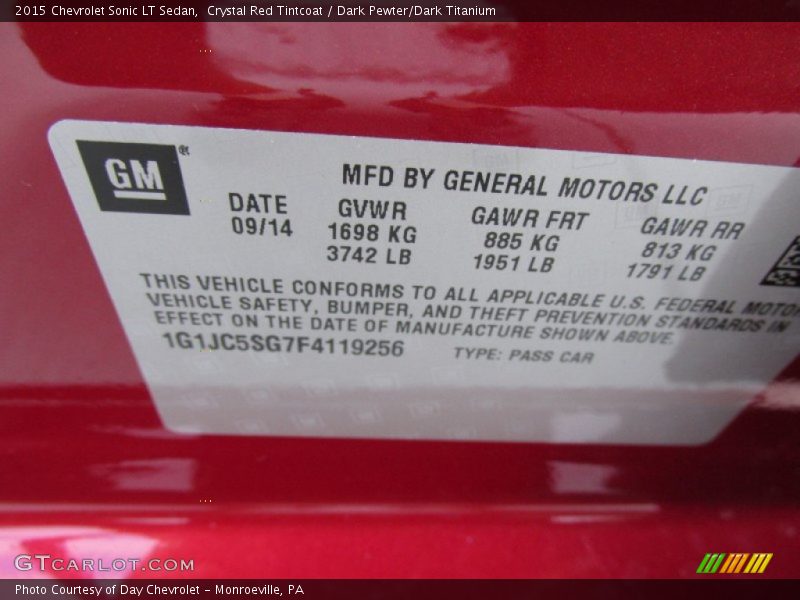 2015 Chevrolet Sonic LT Sedan,  Crystal Red Tintcoat / Dark Pewter/Dark Titanium
GM®
MFD BY GENERAL MOTORS LLC
DATE GVWR GAWR FRT GAWR RR
09/14 1698 KG 885 KG 813 KG
3742 LB 1951 LB 1791 LB
THIS VEHICLE CONFORMS TO ALL APPLICABLE U.S. FEDERAL MOTOR
VEHICLE SAFETY, BUMPER, AND THEFT PREVENTION STANDARDS IN
EFFECT ON THE DATE OF MANUFACTURE SHOWN ABOVE.
1G1JC5SG7F4119256 TYPE: PASS CAR
GTCARLOT.COM
Photo Courtesy of Day Chevrolet - Monroeville, PA